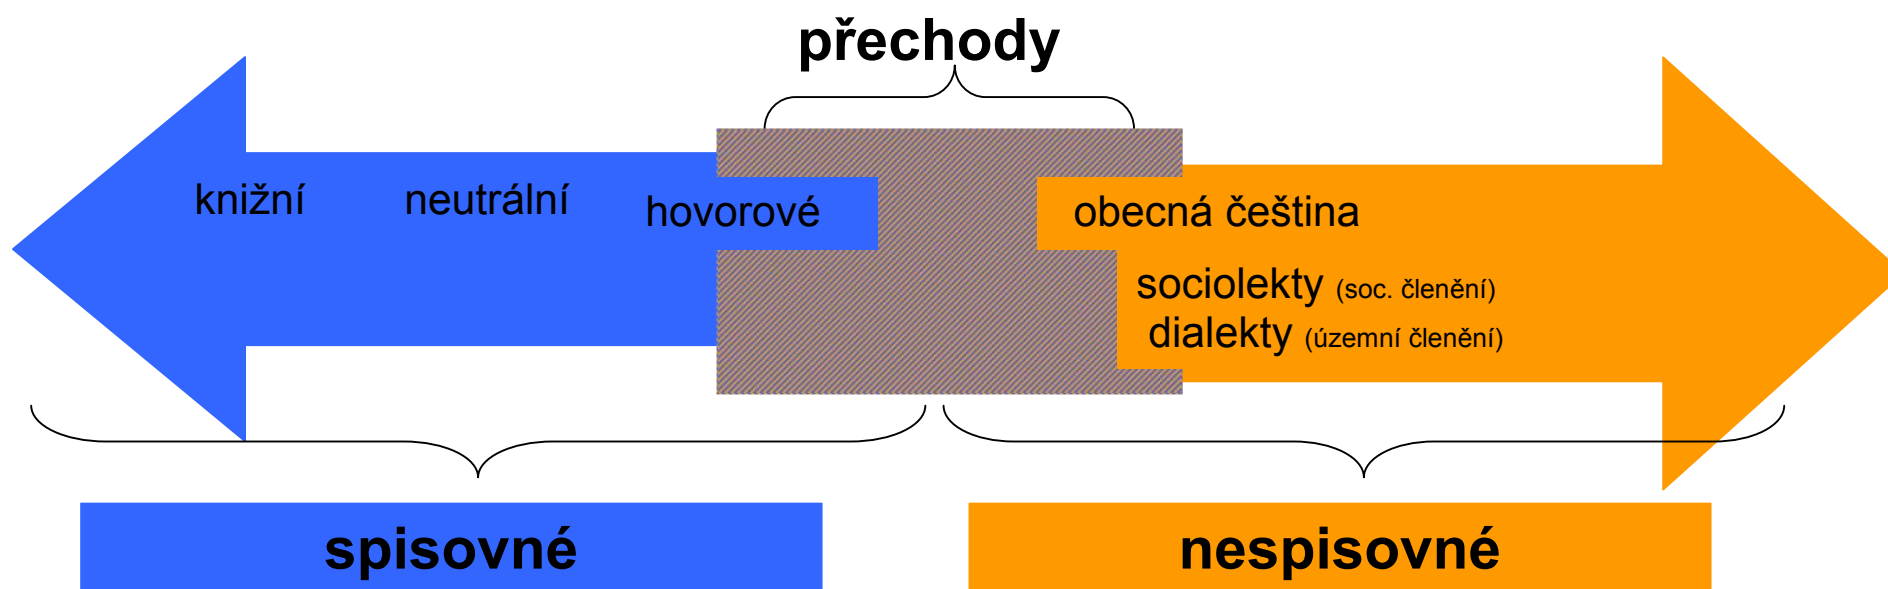 přechody
knižní neutrální hovorové obecná čeština
sociolekty (soc. členění)
dialekty (územní členění)
spisovné nespisovné